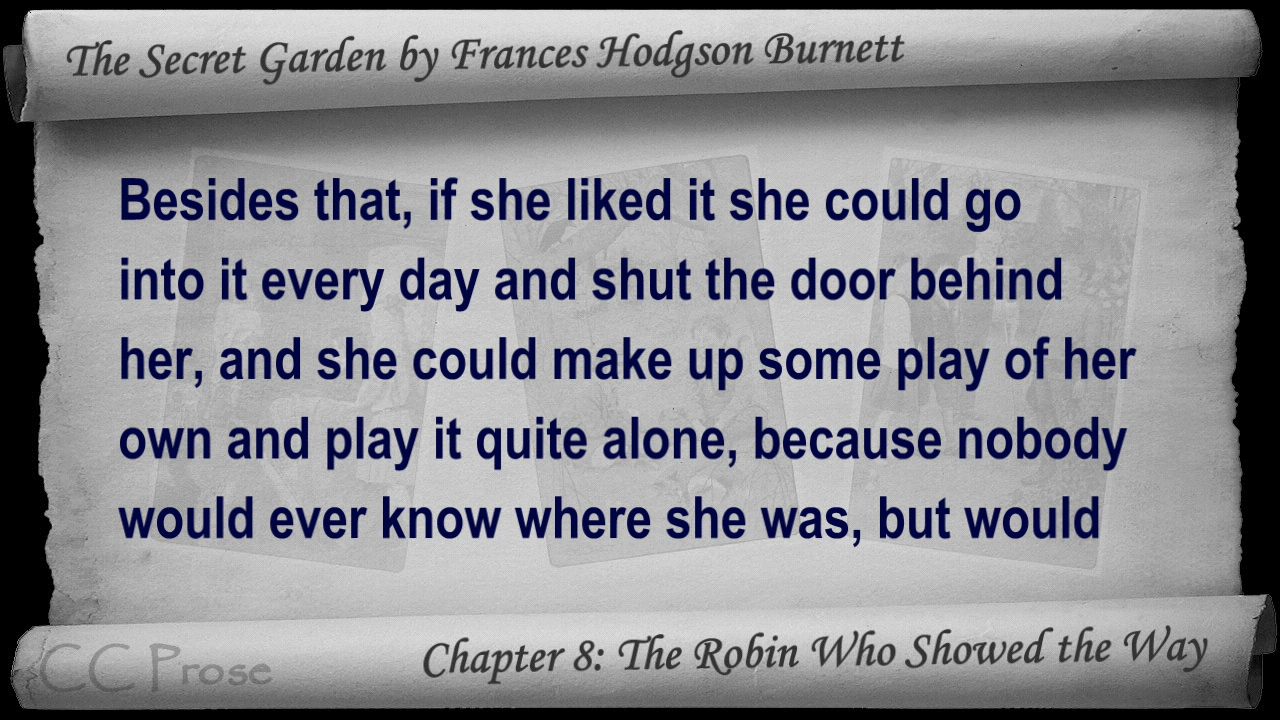 The Secret Garden by Frances Hodgson Burnett
Besides that, if she liked it she could go
into it every day and shut the door behind
her, and she could make up some play of her
own and play it quite alone, because nobody
would ever know where she was, but would
CC Prose
Chapter 8: The Robin Who Showed the Way